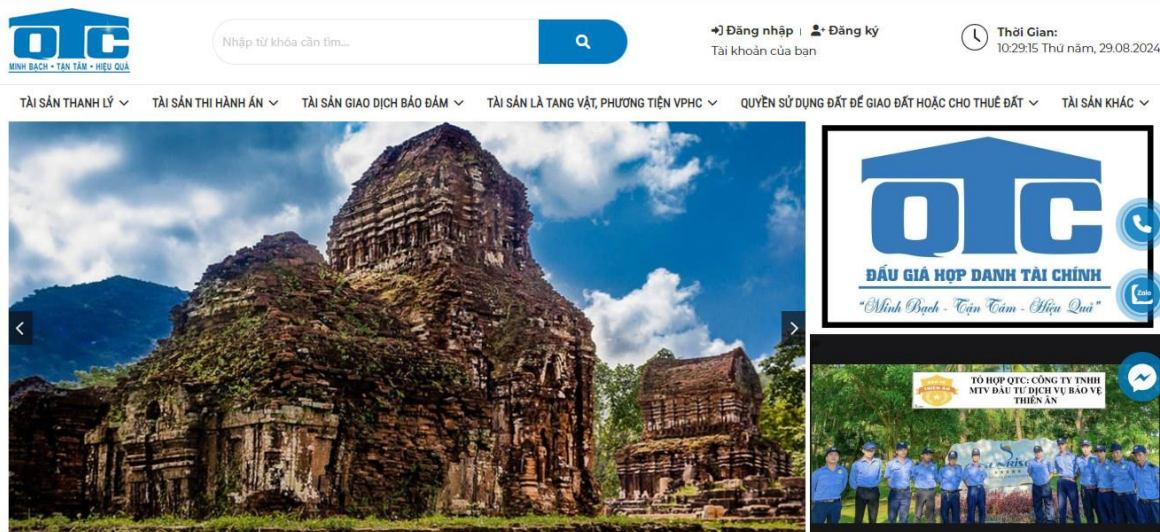 QTC
MINH BẠCH • TẬN TÂM • HIỆU QUẢ
Nhập từ khóa cần tìm...
Đăng nhập | Đăng ký
Tài khoản của bạn
Thời Gian:
10:29:15 Thứ năm, 29.08.2024
TÀI SẢN THANH LÝ
TÀI SẢN THI HÀNH ÁN
TÀI SẢN GIAO DỊCH BẢO ĐẢM
TÀI SẢN LÀ TANG VẬT, PHƯƠNG TIỆN VPHC
QUYỀN SỬ DỤNG ĐẤT ĐỂ GIAO ĐẤT HOẶC CHO THUÊ ĐẤT
TÀI SẢN KHÁC
QTC
ĐẤU GIÁ HỢP DANH TÀI CHÍNH
“Minh Bạch - Tận Tâm - Hiệu Quả”
Zalo
TỔ HỢP QTC: CÔNG TY TNHH
MTV ĐẦU TƯ DỊCH VỤ BẢO VỆ
THIÊN ÂN